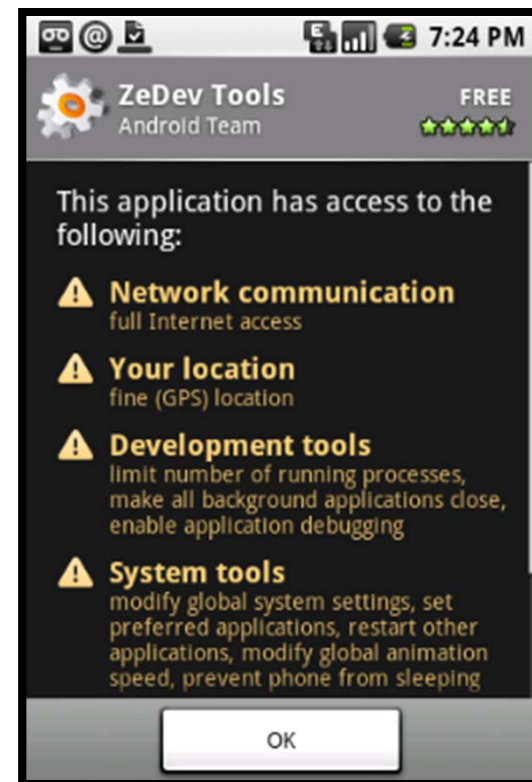 E 7:24 PM
ZeDev Tools FREE
Android Team
This application has access to the
following:
Network communication
full Internet access
Your location
fine (GPS) location
Development tools
limit number of running processes,
make all background applications close,
enable application debugging
System tools
modify global system settings, set
preferred applications, restart other
applications, modify global animation
speed, prevent phone from sleeping
OK